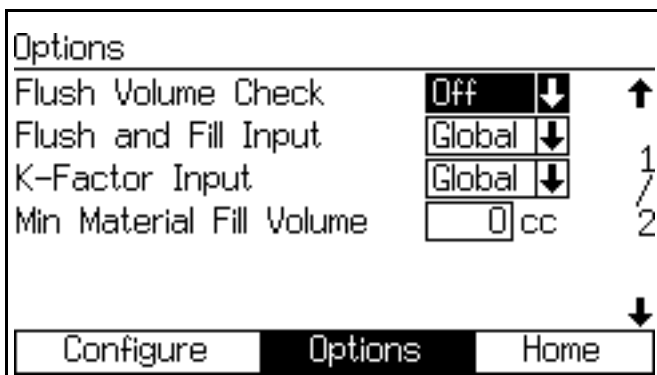 Options
Flush Volume Check Off
Flush and Fill Input Global
K-Factor Input Global
Min Material Fill Volume 0 cc
1/2
Configure Options Home